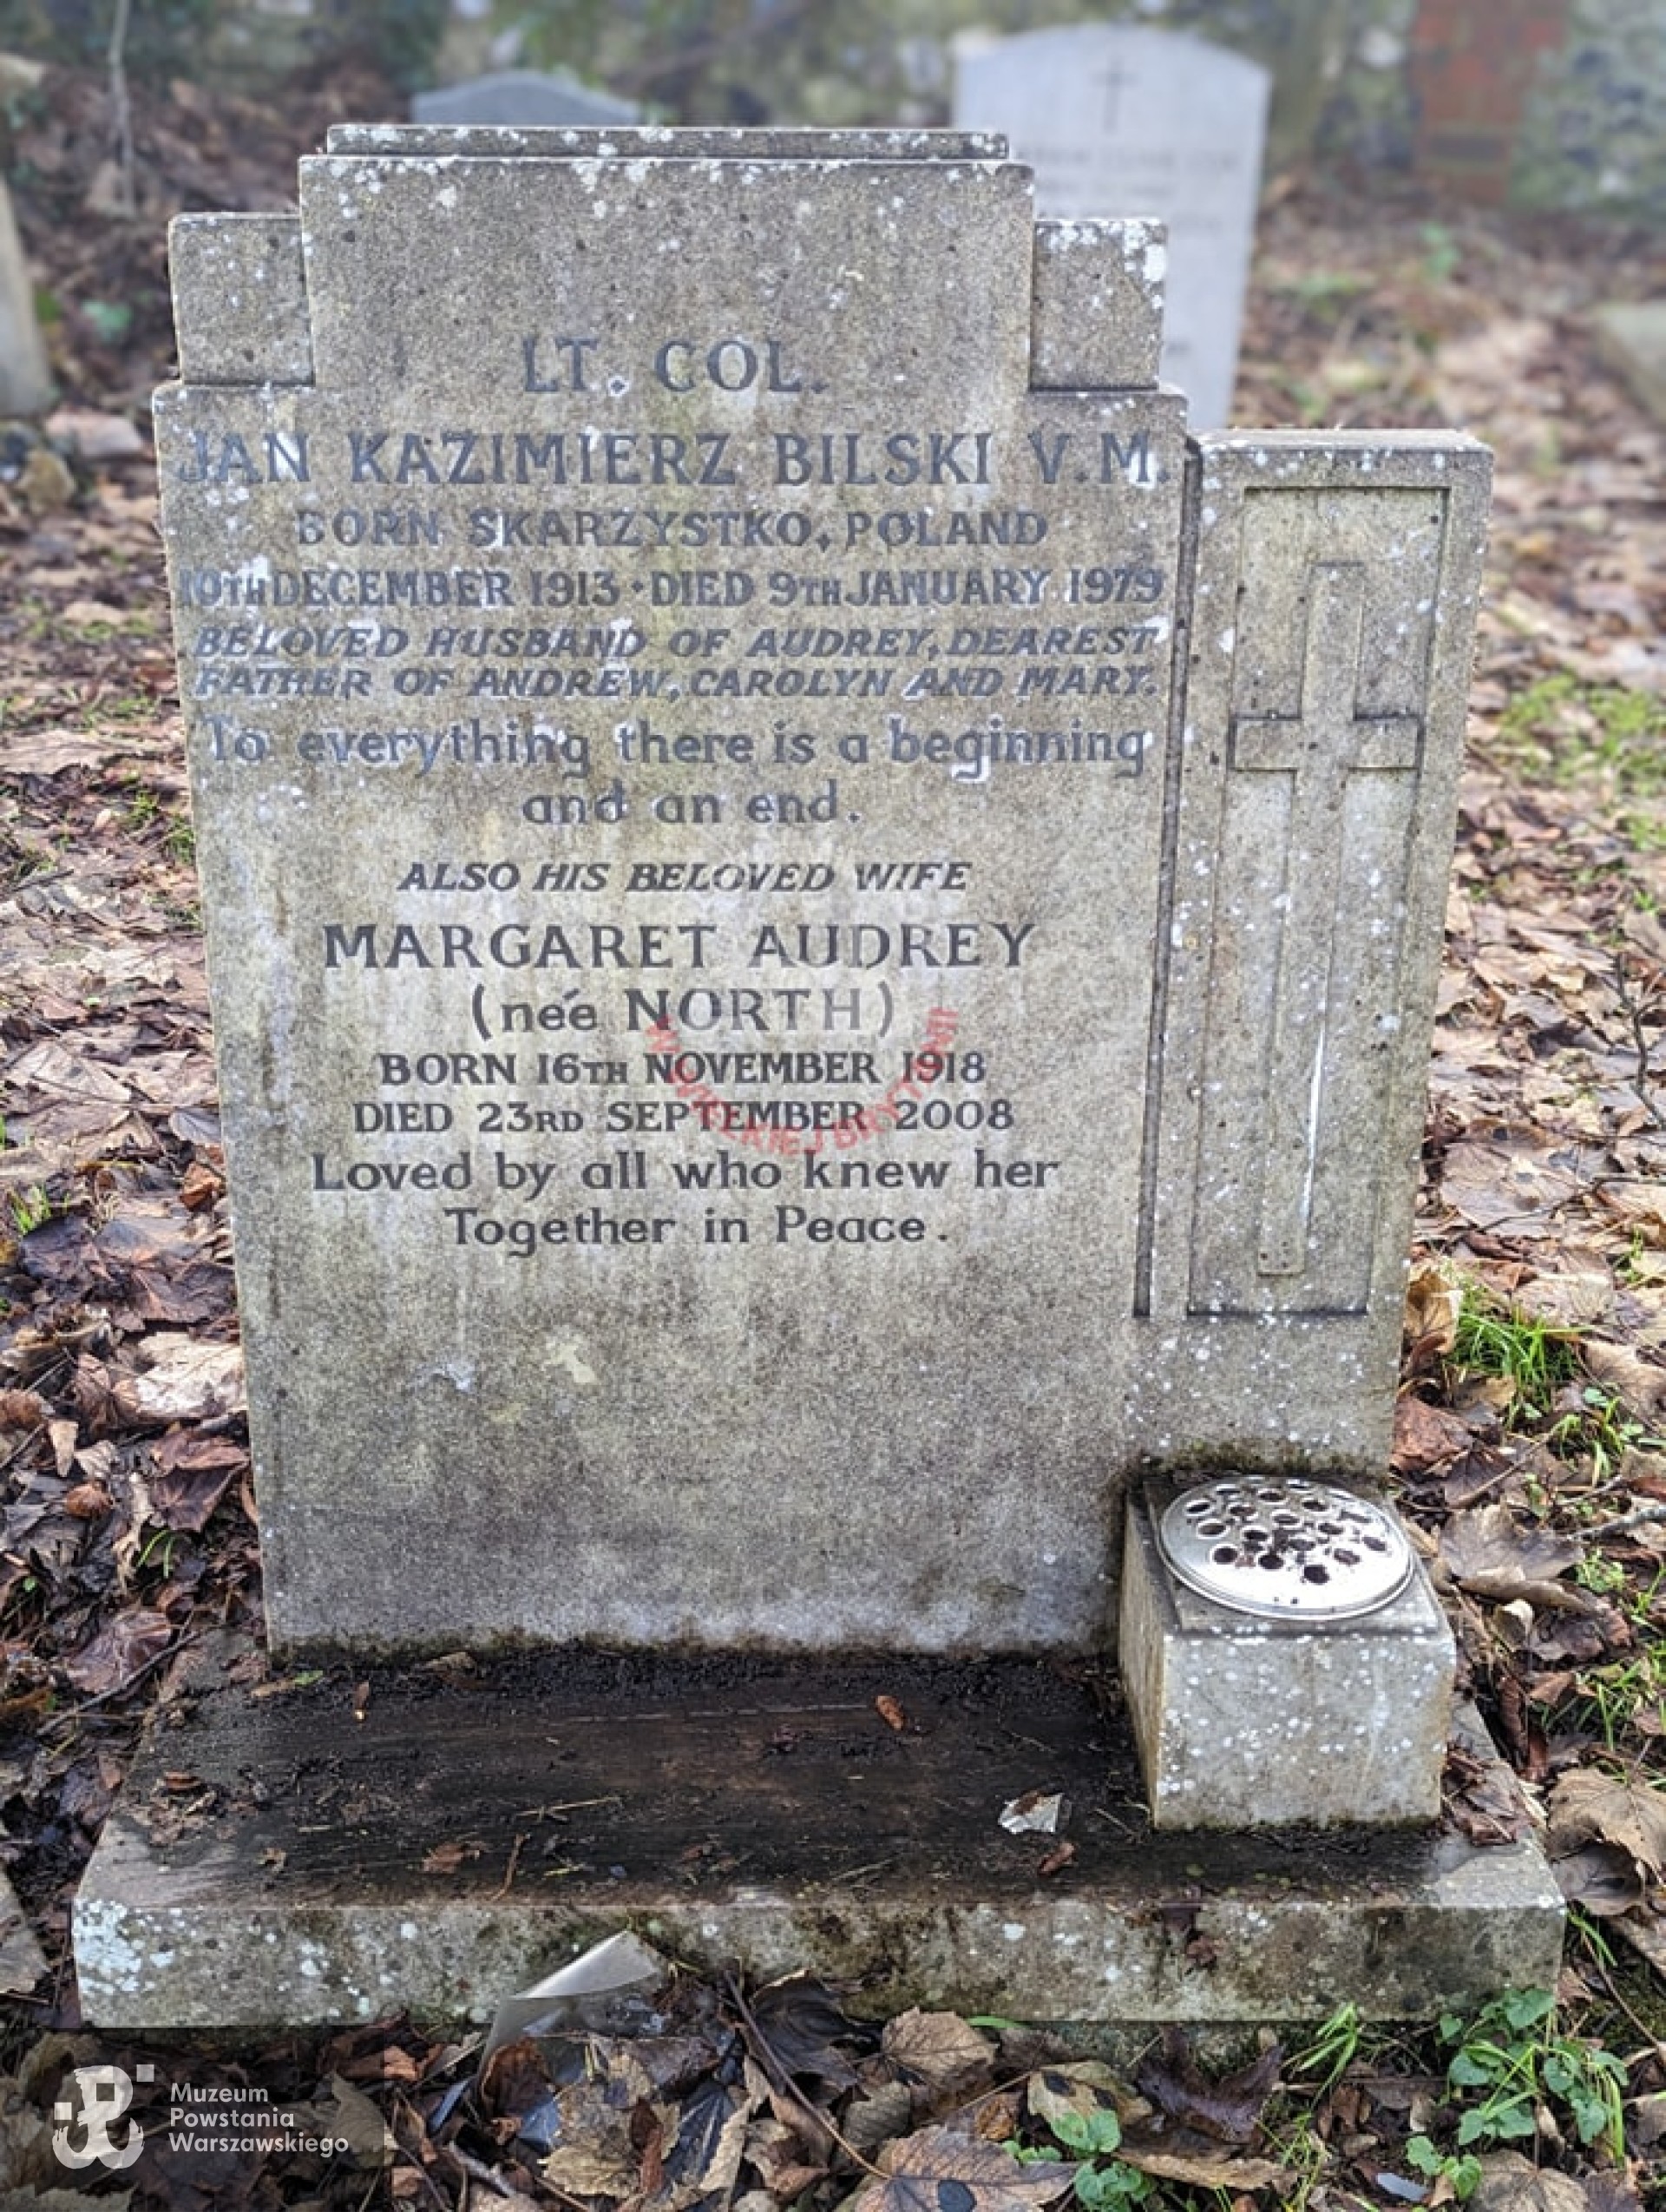 LT. COL.
JAN KAZIMIERZ BILSKI V.M.
BORN SKARZYSTKO, POLAND
10TH DECEMBER 1913 · DIED 9TH JANUARY 1979
BELOVED HUSBAND OF AUDREY, DEAREST
FATHER OF ANDREW, CAROLYN AND MARY.
To everything there is a beginning
and an end.
ALSO HIS BELOVED WIFE
MARGARET AUDREY
(née NORTH)
BORN 16TH NOVEMBER 1918
DIED 23RD SEPTEMBER 2008
Loved by all who knew her
Together in Peace.
W WIELKIEJ BRYTANII
Muzeum
Powstania
Warszawskiego